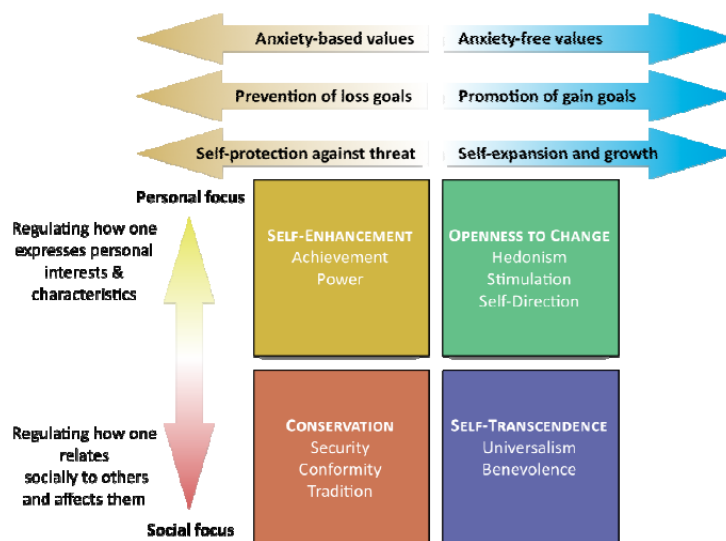 Anxiety-based values
Anxiety-free values
Prevention of loss goals
Promotion of gain goals
Self-protection against threat
Self-expansion and growth
Personal focus
Regulating how one
expresses personal
interests &
characteristics
SELF-ENHANCEMENT
Achievement
Power
OPENNESS TO CHANGE
Hedonism
Stimulation
Self-Direction
Regulating how one
relates
socially to others
and affects them
Social focus
CONSERVATION
Security
Conformity
Tradition
SELF-TRANSCENDENCE
Universalism
Benevolence